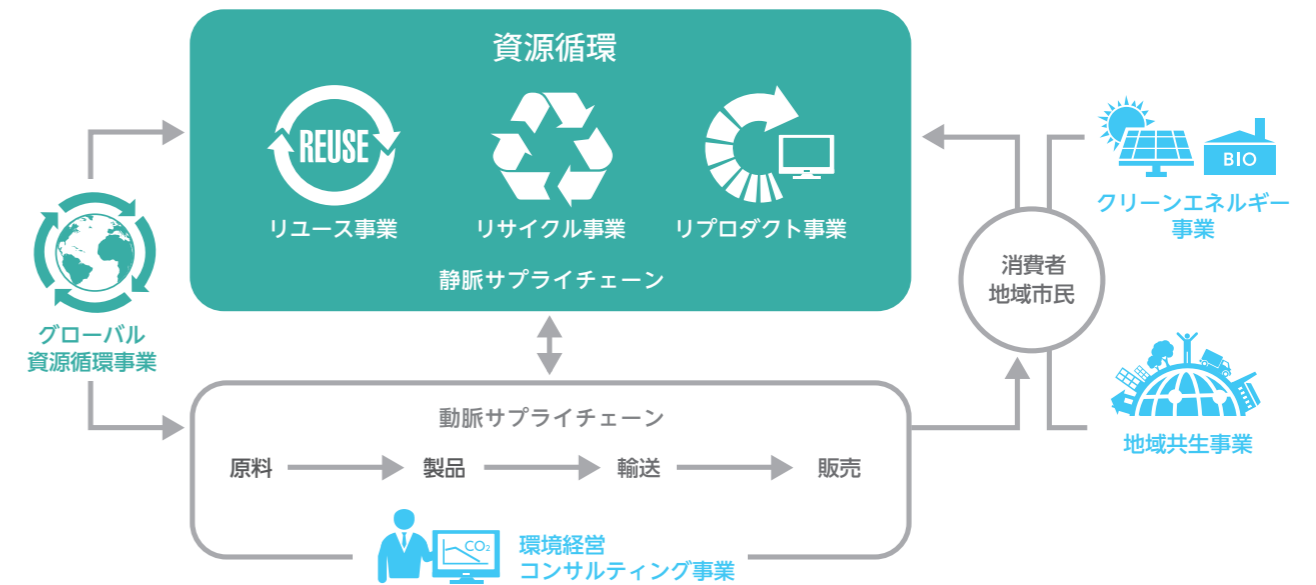 資源循環
REUSE
リユース事業
リサイクル事業
リプロダクト事業
静脈サプライチェーン
グローバル
資源循環事業
BIO
クリーンエネルギー
事業
消費者
地域市民
地域共生事業
動脈サプライチェーン
原料
製品
輸送
販売
CO₂
環境経営
コンサルティング事業